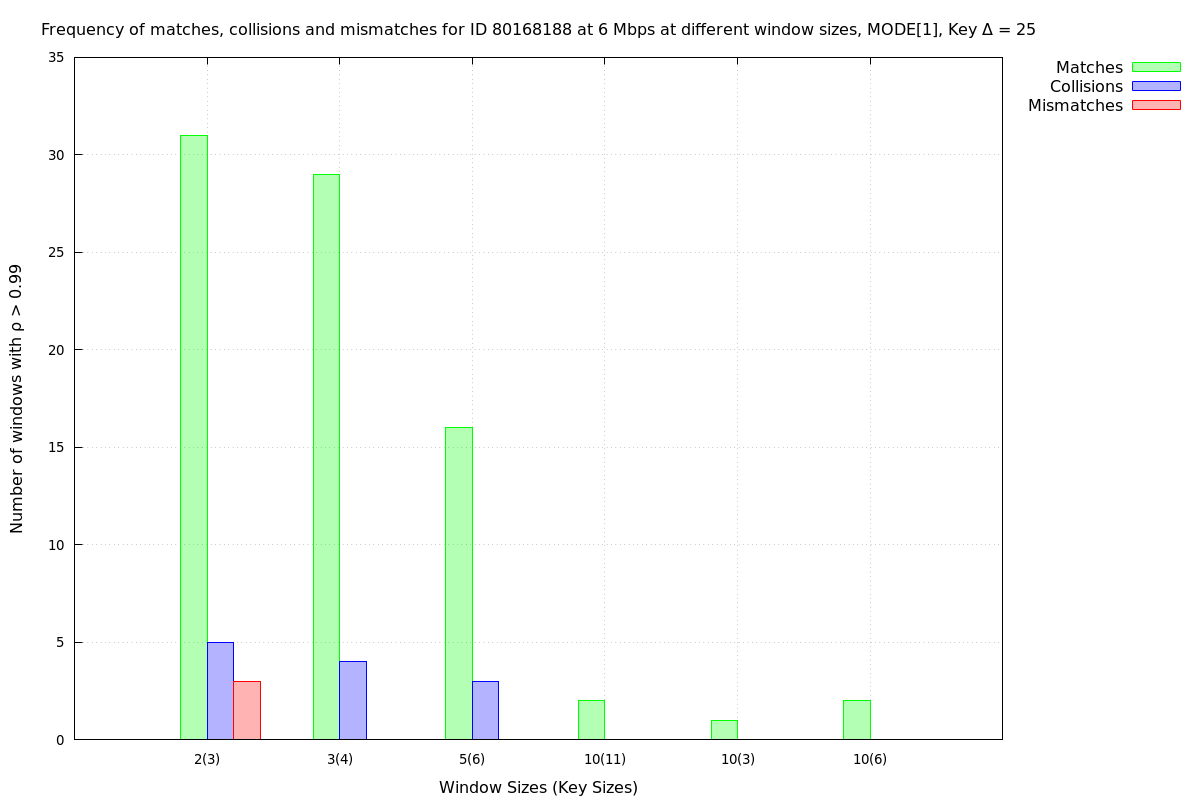 Frequency of matches, collisions and mismatches for ID 80168188 at 6 Mbps at different window sizes, MODE[1], Key Δ = 25
Matches
Collisions
Mismatches
Number of windows with ρ > 0.99
35
30
25
20
15
10
5
0
2(3) 3(4) 5(6) 10(11) 10(3) 10(6)
Window Sizes (Key Sizes)